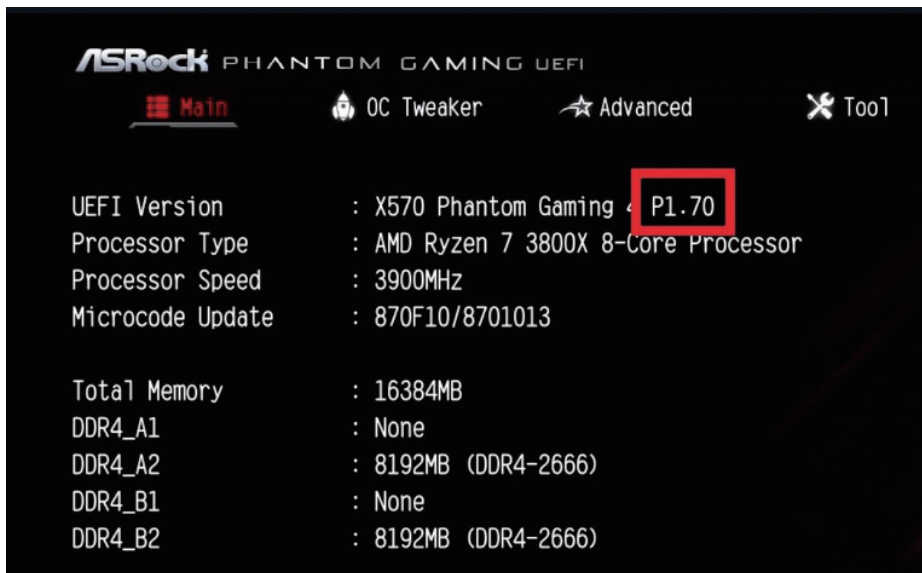 ASRock PHANTOM GAMING UEFI
Main OC Tweaker Advanced Tool
UEFI Version : X570 Phantom Gaming 4 P1.70
Processor Type : AMD Ryzen 7 3800X 8-Core Processor
Processor Speed : 3900MHz
Microcode Update : 870F10/8701013
Total Memory : 16384MB
DDR4_A1 : None
DDR4_A2 : 8192MB (DDR4-2666)
DDR4_B1 : None
DDR4_B2 : 8192MB (DDR4-2666)